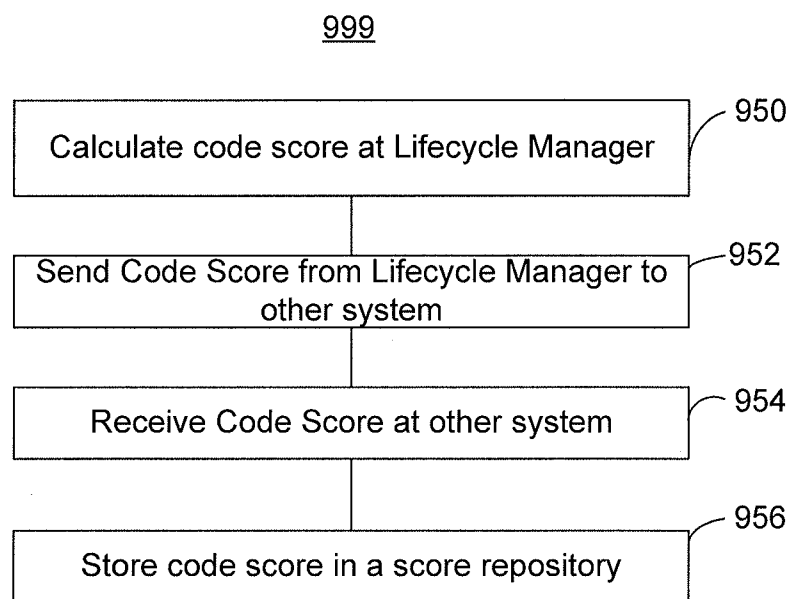 999
Calculate code score at Lifecycle Manager
950
Send Code Score from Lifecycle Manager to
other system
952
Receive Code Score at other system
954
Store code score in a score repository
956